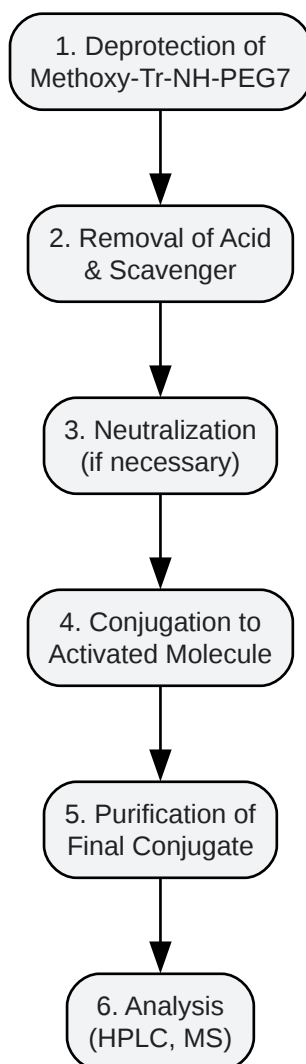 1. Deprotection of
Methoxy-Tr-NH-PEG7
2. Removal of Acid
& Scavenger
3. Neutralization
(if necessary)
4. Conjugation to
Activated Molecule
5. Purification of
Final Conjugate
6. Analysis
(HPLC, MS)